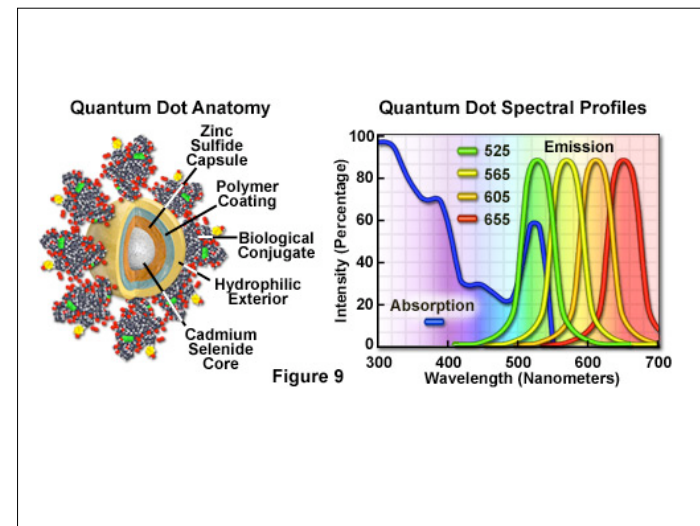 Quantum Dot Anatomy
Zinc
Sulfide
Capsule
Polymer
Coating
Biological
Conjugate
Hydrophilic
Exterior
Cadmium
Selenide
Core
Figure 9
Quantum Dot Spectral Profiles
Intensity (Percentage)
100
80
60
40
20
0
Emission
525
565
605
655
Absorption
300
400
500
600
700
Wavelength (Nanometers)